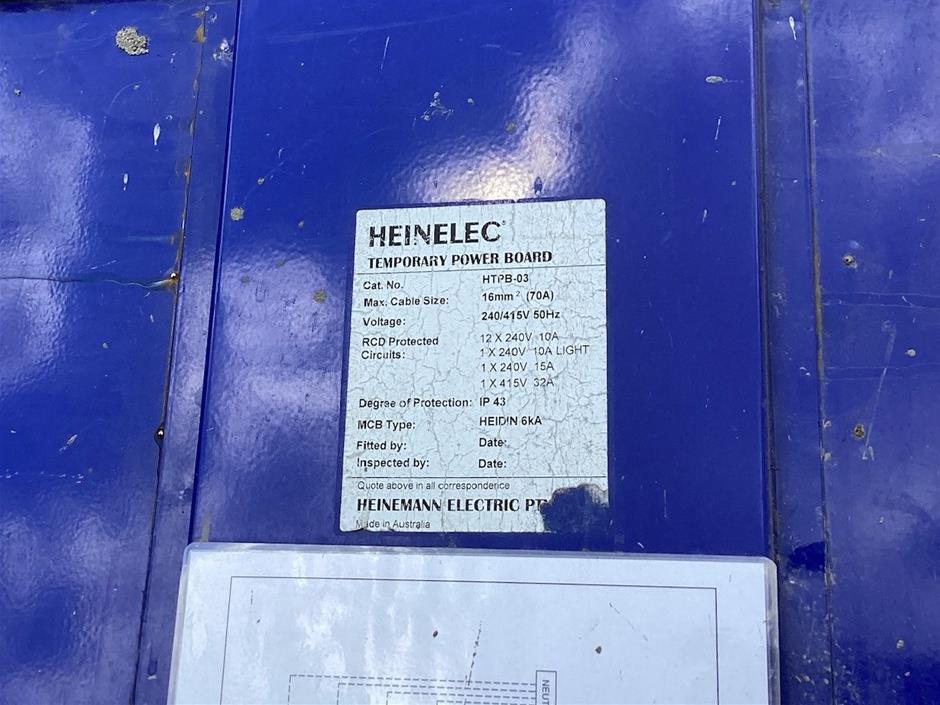 HEINELEC
TEMPORARY POWER BOARD
Cat. No. HTPB-03
Max. Cable Size: 16mm² (70A)
Voltage: 240/415V 50Hz
RCD Protected Circuits: 12 X 240V 10A
1 X 240V 10A LIGHT
1 X 240V 15A
1 X 415V 32A
Degree of Protection: IP 43
MCB Type: HEIDIN 6kA
Fitted by: Date:
Inspected by: Date:
Quote above in all correspondence
HEINEMANN ELECTRIC
Made in Australia